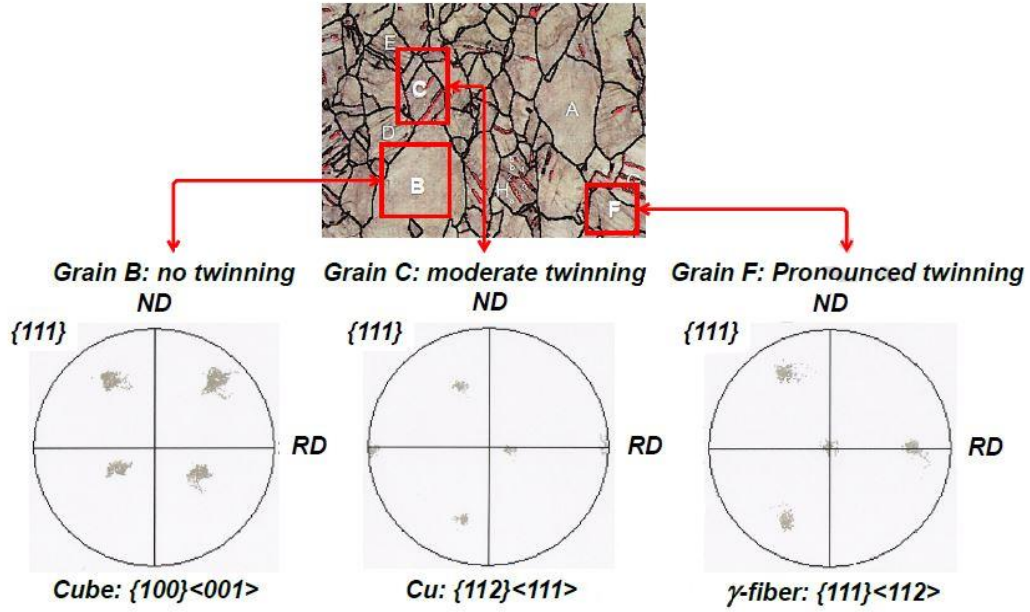 E
C
A
D
B
H
G
F
Grain B: no twinning
Grain C: moderate twinning
Grain F: Pronounced twinning
ND
ND
ND
{111}
{111}
{111}
RD
RD
RD
Cube: {100}<001>
Cu: {112}<111>
γ-fiber: {111}<112>